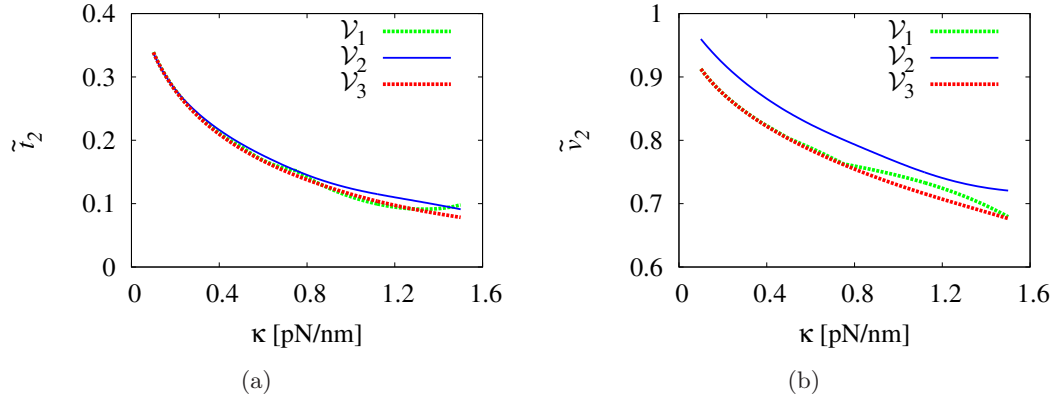 0.4
0.3
0.2
0.1
0
t̃₂
𝒱₁
𝒱₂
𝒱₃
0 0.4 0.8 1.2 1.6
κ [pN/nm]
(a)
1
0.9
0.8
0.7
0.6
ṽ₂
𝒱₁
𝒱₂
𝒱₃
0 0.4 0.8 1.2 1.6
κ [pN/nm]
(b)